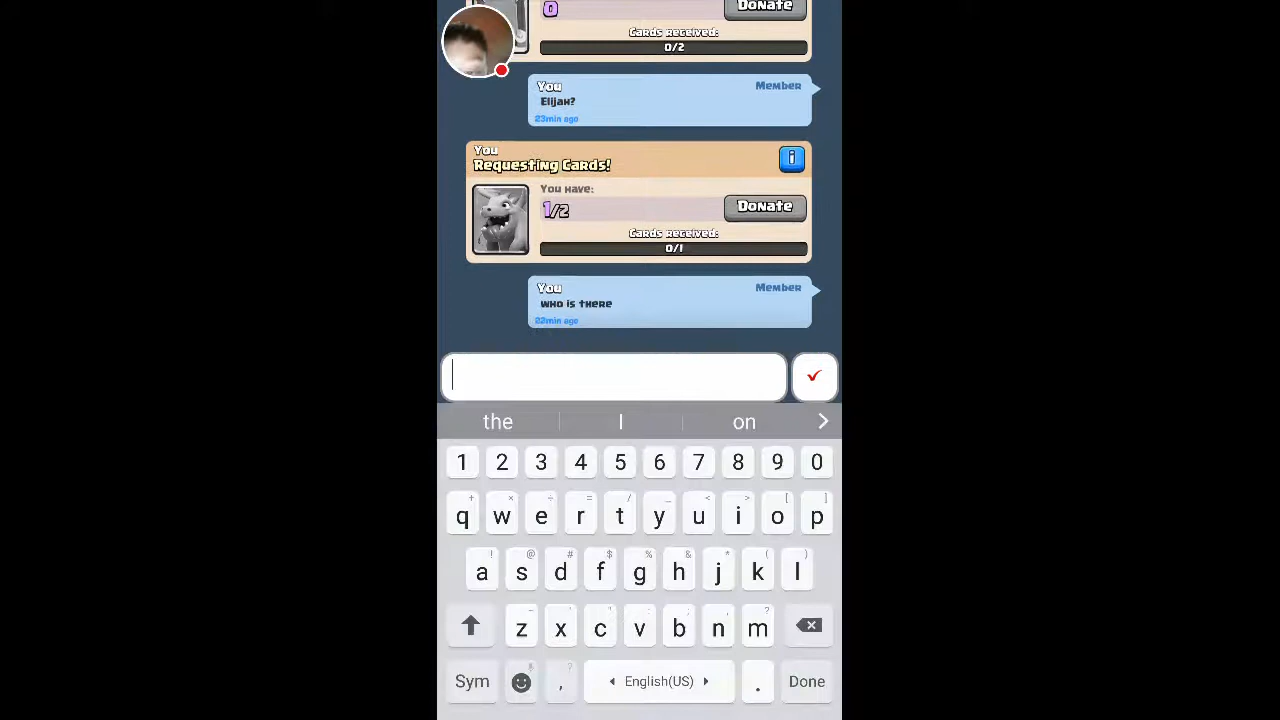 0
Donate
Cards received:
0/2
You
Member
Elijah?
23min ago
You
Requesting Cards!
i
You have:
1/2
Donate
Cards received:
0/1
You
Member
who is there
22min ago
the I on >
1 2 3 4 5 6 7 8 9 0
+ × ÷ = / _ < > [ ]
q w e r t y u i o p
! @ # $ % & * ( )
a s d f g h j k l
- ' " : ; , ?
z x c v b n m
Sym , English(US) . Done
?